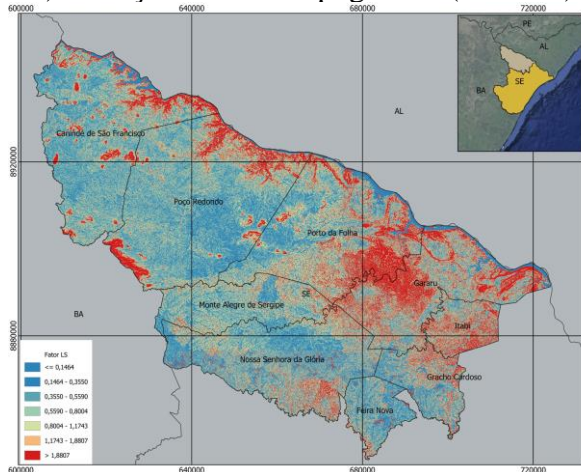 600000
640000
680000
720000
PE
AL
SE
BA
AL
8920000
8920000
Canindé de São Francisco
Poço Redondo
Porto da Folha
Gararu
SE
Monte Alegre de Sergipe
Itabi
BA
8880000
8880000
Nossa Senhora da Glória
Gracho Cardoso
Feira Nova
Fator LS
<= 0,1464
0,1464 - 0,3550
0,3550 - 0,5590
0,5590 - 0,8004
0,8004 - 1,1743
1,1743 - 1,8807
> 1,8807
600000
640000
680000
720000